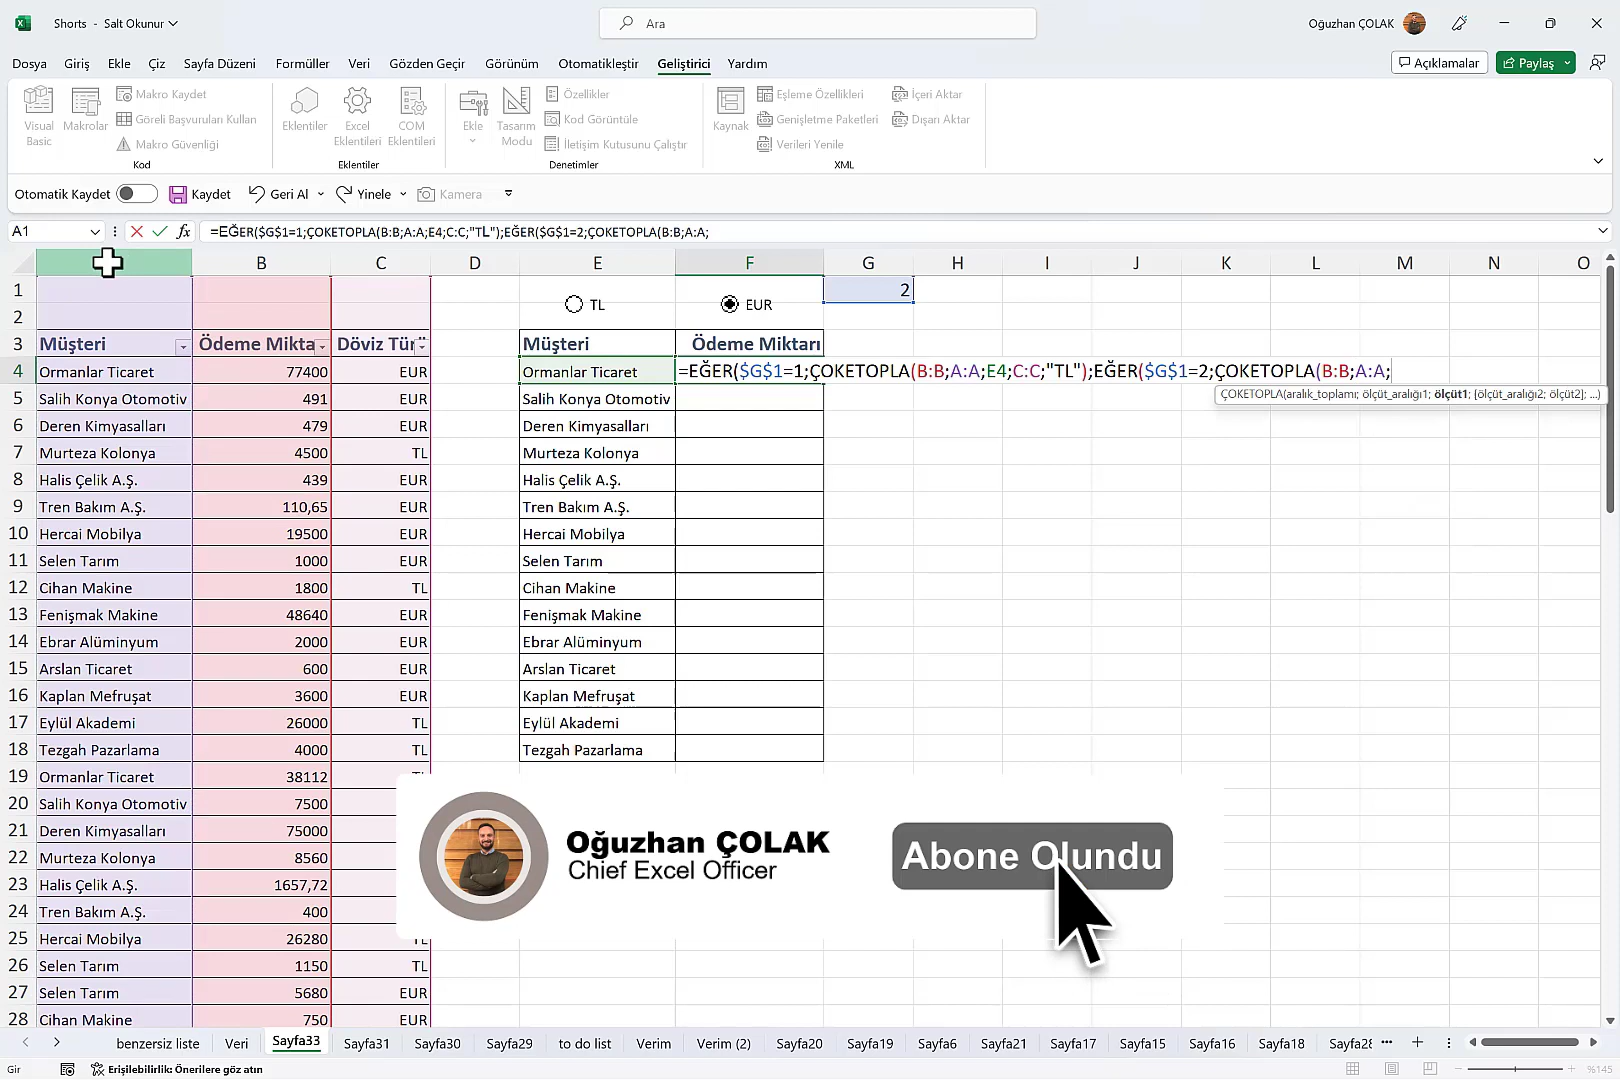 Shorts - Salt Okunur
Ara
Oğuzhan ÇOLAK
Dosya Giriş Ekle Çiz Sayfa Düzeni Formüller Veri Gözden Geçir Görünüm Otomatikleştir Geliştirici Yardım
Açıklamalar Paylaş
Visual Basic
Makrolar
Makro Kaydet
Göreli Başvuruları Kullan
Makro Güvenliği
Kod
Eklentiler
Excel Eklentileri
COM Eklentileri
Eklentiler
Ekle
Tasarım Modu
Özellikler
Kod Görüntüle
İletişim Kutusunu Çalıştır
Denetimler
Kaynak
Eşleme Özellikleri
Genişletme Paketleri
Verileri Yenile
İçeri Aktar
Dışarı Aktar
XML
Otomatik Kaydet Kaydet Geri Al Yinele Kamera
A1 fx =EĞER($G$1=1;ÇOKETOPLA(B:B;A:A;E4;C:C;"TL");EĞER($G$1=2;ÇOKETOPLA(B:B;A:A;
B C D E F G H I J K L M N O
1 2
TL EUR
2
3 Müşteri Ödeme Mikta Döviz Türü Müşteri Ödeme Miktarı
4 Ormanlar Ticaret 77400 EUR Ormanlar Ticaret =EĞER($G$1=1;ÇOKETOPLA(B:B;A:A;E4;C:C;"TL");EĞER($G$1=2;ÇOKETOPLA(B:B;A:A;
ÇOKETOPLA(aralık_toplamı; ölçüt_aralığı1; ölçüt1; [ölçüt_aralığı2; ölçüt2]; ...)
5 Salih Konya Otomotiv 491 EUR Salih Konya Otomotiv
6 Deren Kimyasalları 479 EUR Deren Kimyasalları
7 Murteza Kolonya 4500 TL Murteza Kolonya
8 Halis Çelik A.Ş. 439 EUR Halis Çelik A.Ş.
9 Tren Bakım A.Ş. 110,65 EUR Tren Bakım A.Ş.
10 Hercai Mobilya 19500 EUR Hercai Mobilya
11 Selen Tarım 1000 EUR Selen Tarım
12 Cihan Makine 1800 TL Cihan Makine
13 Fenişmak Makine 48640 EUR Fenişmak Makine
14 Ebrar Alüminyum 2000 EUR Ebrar Alüminyum
15 Arslan Ticaret 600 EUR Arslan Ticaret
16 Kaplan Mefruşat 3600 EUR Kaplan Mefruşat
17 Eylül Akademi 26000 TL Eylül Akademi
18 Tezgah Pazarlama 4000 TL Tezgah Pazarlama
19 Ormanlar Ticaret 38112
20 Salih Konya Otomotiv 7500
21 Deren Kimyasalları 75000
22 Murteza Kolonya 8560
23 Halis Çelik A.Ş. 1657,72
24 Tren Bakım A.Ş. 400
25 Hercai Mobilya 26280
26 Selen Tarım 1150 TL
27 Selen Tarım 5680 EUR
28 Cihan Makine 750 EUR
Oğuzhan ÇOLAK
Chief Excel Officer
Abone Olundu
benzersiz liste Veri Sayfa33 Sayfa31 Sayfa30 Sayfa29 to do list Verim Verim (2) Sayfa20 Sayfa19 Sayfa6 Sayfa21 Sayfa17 Sayfa15 Sayfa16 Sayfa18 Sayfa28 ...
Gir Erişilebilirlik: Önerilere göz atın %145